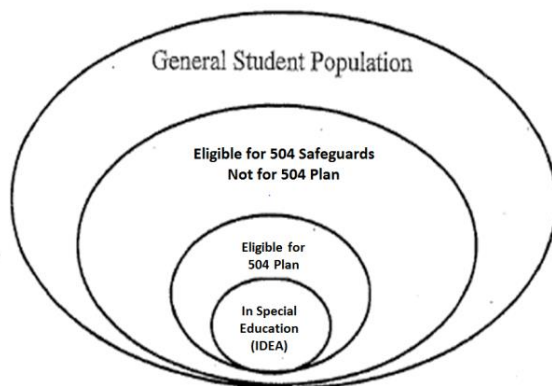 General Student Population
Eligible for 504 Safeguards
Not for 504 Plan
Eligible for
504 Plan
In Special
Education
(IDEA)